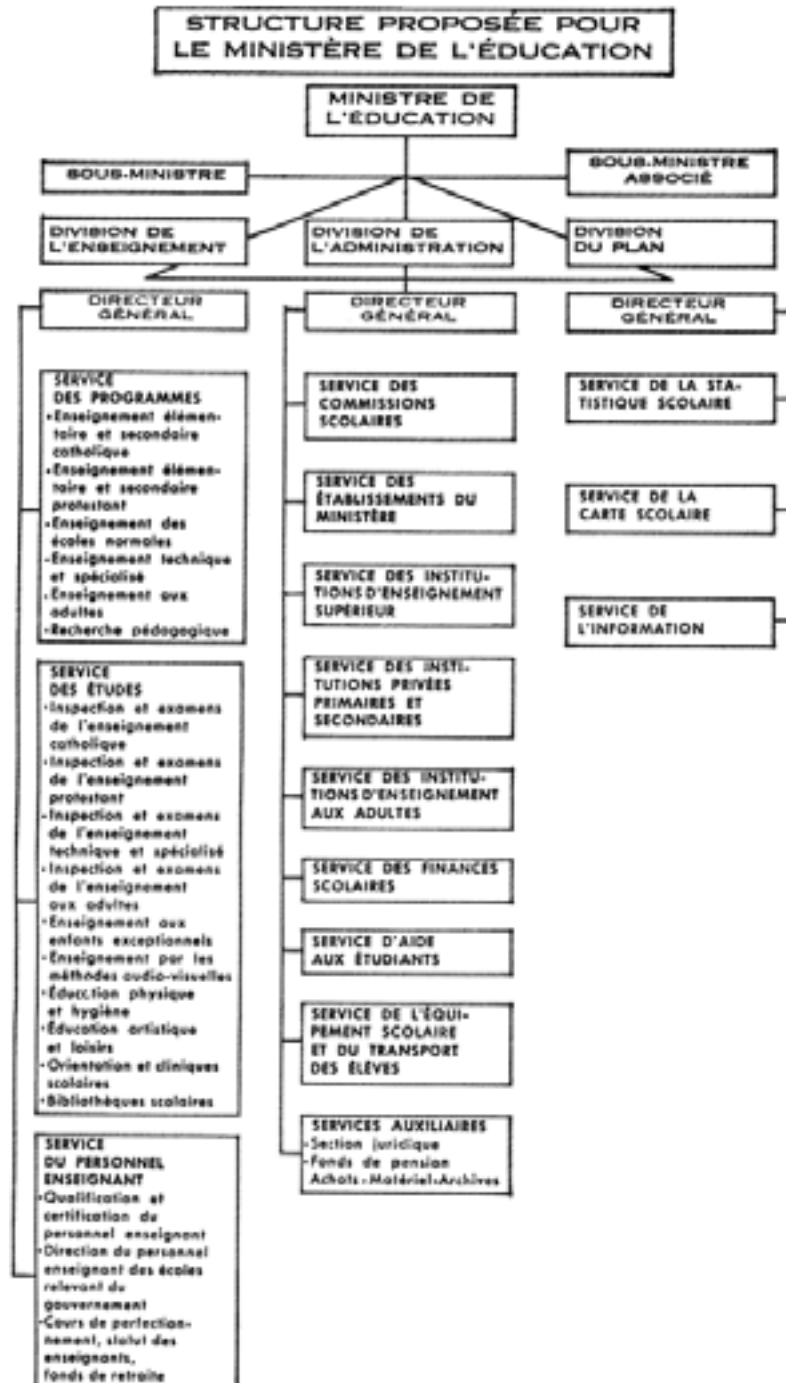 STRUCTURE PROPOSÉE POUR
LE MINISTÈRE DE L'ÉDUCATION
MINISTRE DE
L'ÉDUCATION
SOUS-MINISTRE
SOUS-MINISTRE
ASSOCIÉ
DIVISION DE
L'ENSEIGNEMENT
DIVISION DE
L'ADMINISTRATION
DIVISION
DU PLAN
DIRECTEUR
GÉNÉRAL
DIRECTEUR
GÉNÉRAL
DIRECTEUR
GÉNÉRAL
SERVICE
DES PROGRAMMES
•Enseignement élémen-
taire et secondaire
catholique
•Enseignement élémen-
taire et secondaire
protestant
•Enseignement des
écoles normales
•Enseignement technique
et spécialisé
•Enseignement aux
adultes
•Recherche pédagogique
SERVICE
DES ÉTUDES
•Inspection et examens
de l'enseignement
catholique
•Inspection et examens
de l'enseignement
protestant
•Inspection et examens
de l'enseignement
technique et spécialisé
•Inspection et examens
de l'enseignement
aux adultes
•Enseignement aux
enfants exceptionnels
•Enseignement par les
méthodes audio-visuelles
•Éducation physique
et hygiène
•Éducation artistique
et loisirs
•Orientation et cliniques
scolaires
•Bibliothèques scolaires
SERVICE
DU PERSONNEL
ENSEIGNANT
•Qualification et
certification du
personnel enseignant
•Direction du personnel
enseignant des écoles
relevant du
gouvernement
•Cours de perfection-
nement, statut des
enseignants,
fonds de retraite
SERVICE DES
COMMISSIONS
SCOLAIRES
SERVICE DES
ÉTABLISSEMENTS DU
MINISTÈRE
SERVICE DES INSTITU-
TIONS D'ENSEIGNEMENT
SUPÉRIEUR
SERVICE DES INSTI-
TUTIONS PRIVÉES
PRIMAIRES ET
SECONDAIRES
SERVICE DES INSTITU-
TIONS D'ENSEIGNEMENT
AUX ADULTES
SERVICE DES FINANCES
SCOLAIRES
SERVICE D'AIDE
AUX ÉTUDIANTS
SERVICE DE L'ÉQUI-
PEMENT SCOLAIRE
ET DU TRANSPORT
DES ÉLÈVES
SERVICES AUXILIAIRES
•Section juridique
•Fonds de pension
Achats-Matériel-Archives
SERVICE DE LA STA-
TISTIQUE SCOLAIRE
SERVICE DE LA
CARTE SCOLAIRE
SERVICE DE
L'INFORMATION